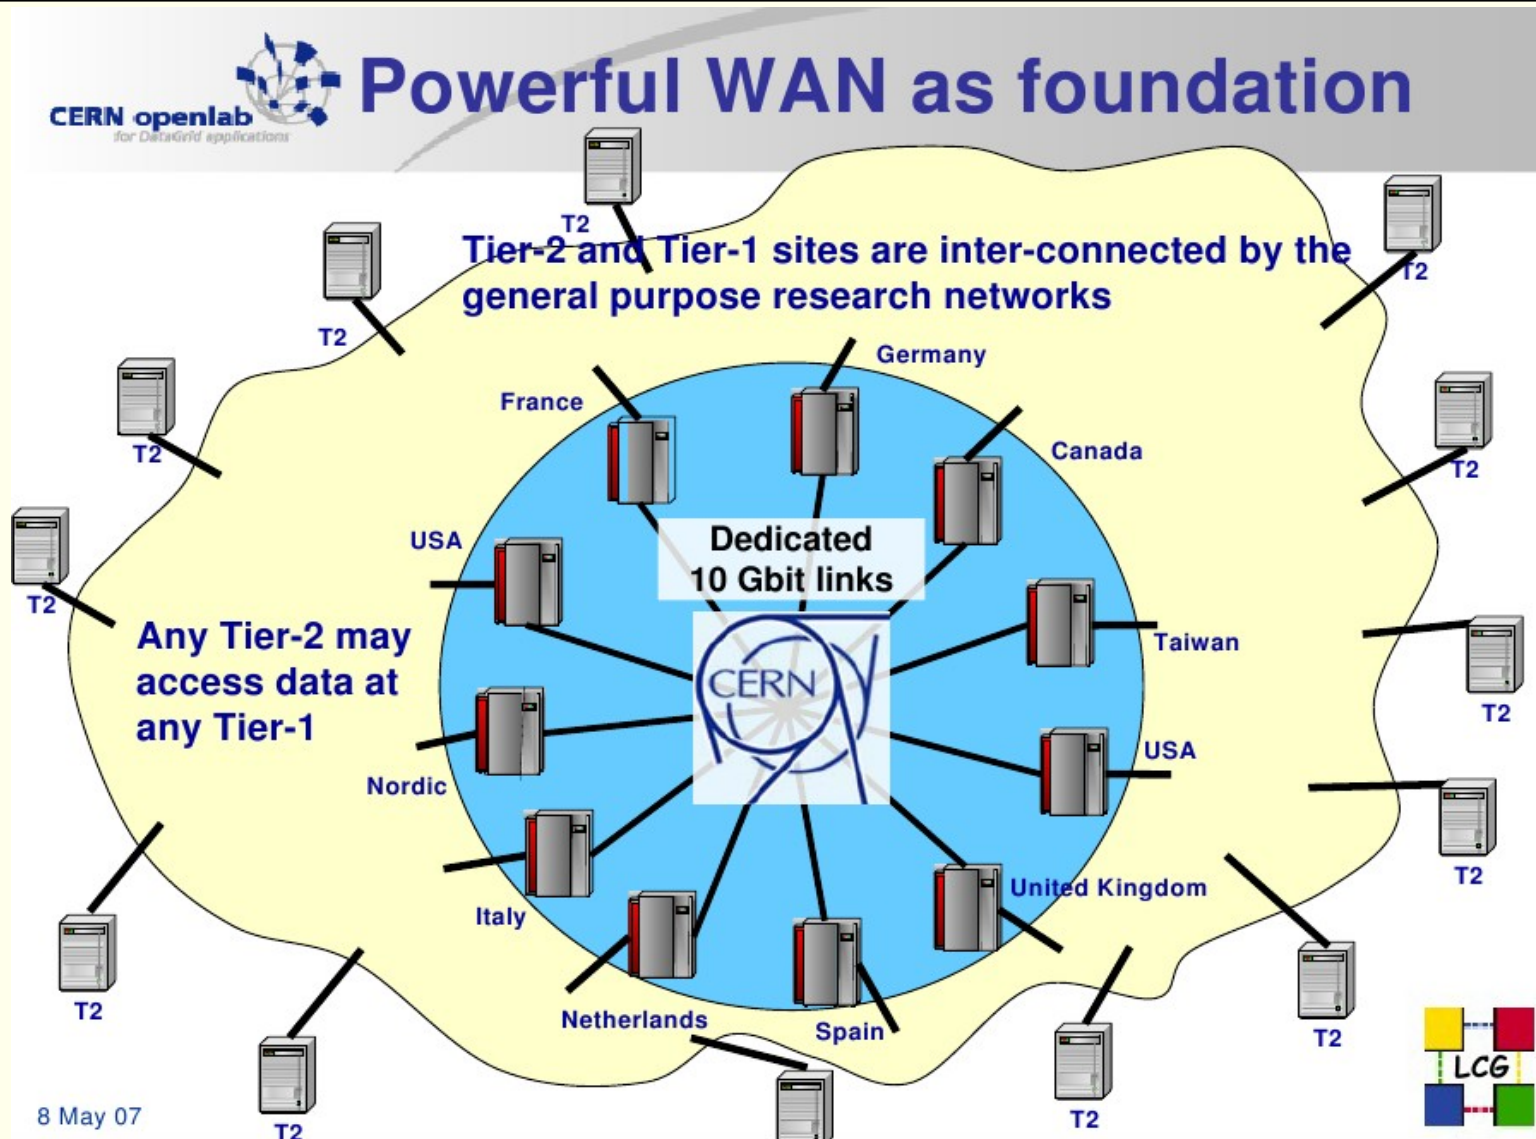 CERN openlab
for DataGrid applications
Powerful WAN as foundation
T2
T2
T2
Tier-2 and Tier-1 sites are inter-connected by the
general purpose research networks
T2
Germany
France
Canada
T2
T2
USA
Dedicated
10 Gbit links
T2
Any Tier-2 may
access data at
any Tier-1
Taiwan
CERN
T2
USA
Nordic
T2
United Kingdom
Italy
T2
Netherlands
Spain
T2
LCG
8 May 07
T2
T2